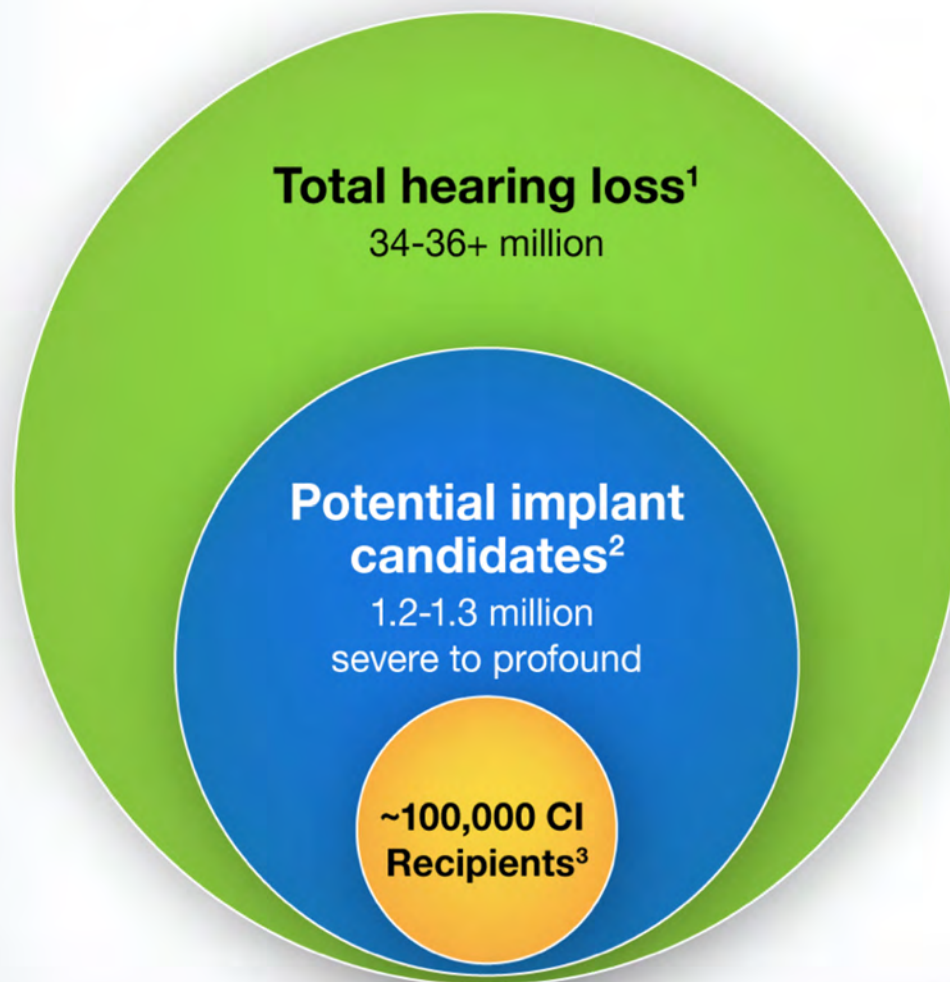 Total hearing loss¹
34-36+ million
Potential implant
candidates²
1.2-1.3 million
severe to profound
~100,000 CI
Recipients³